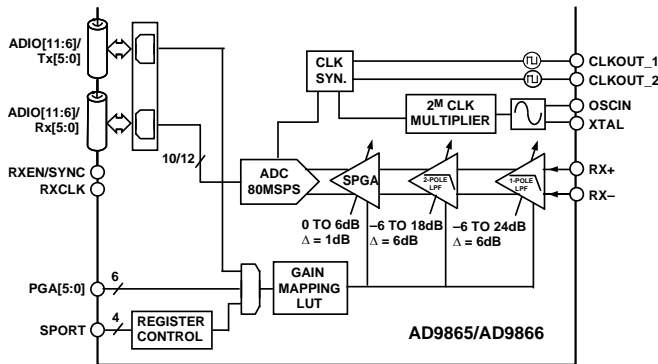 ADIO[11:6]/
Tx[5:0]
ADIO[11:6]/
Rx[5:0]
RXEN/SYNC
RXCLK
PGA[5:0]
SPORT
10/12
6
4
REGISTER
CONTROL
GAIN
MAPPING
LUT
ADC
80MSPS
CLK
SYN.
2M CLK
MULTIPLIER
SPGA
2-POLE
LPF
1-POLE
LPF
0 TO 6dB
Δ = 1dB
–6 TO 18dB
Δ = 6dB
–6 TO 24dB
Δ = 6dB
CLKOUT_1
CLKOUT_2
OSCIN
XTAL
RX+
RX–
AD9865/AD9866